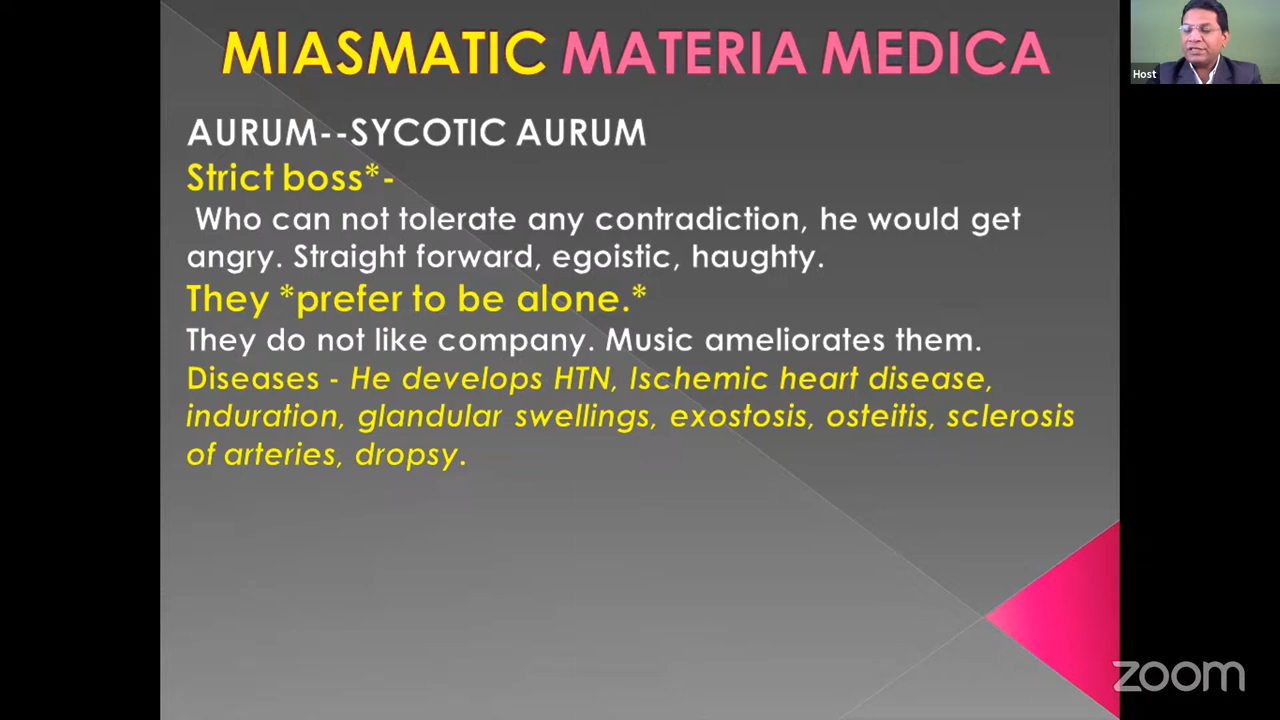 MIASMATIC MATERIA MEDICA
Host
AURUM--SYCOTIC AURUM
Strict boss*-
Who can not tolerate any contradiction, he would get
angry. Straight forward, egoistic, haughty.
They *prefer to be alone.*
They do not like company. Music ameliorates them.
Diseases - He develops HTN, Ischemic heart disease,
induration, glandular swellings, exostosis, osteitis, sclerosis
of arteries, dropsy.
zoom